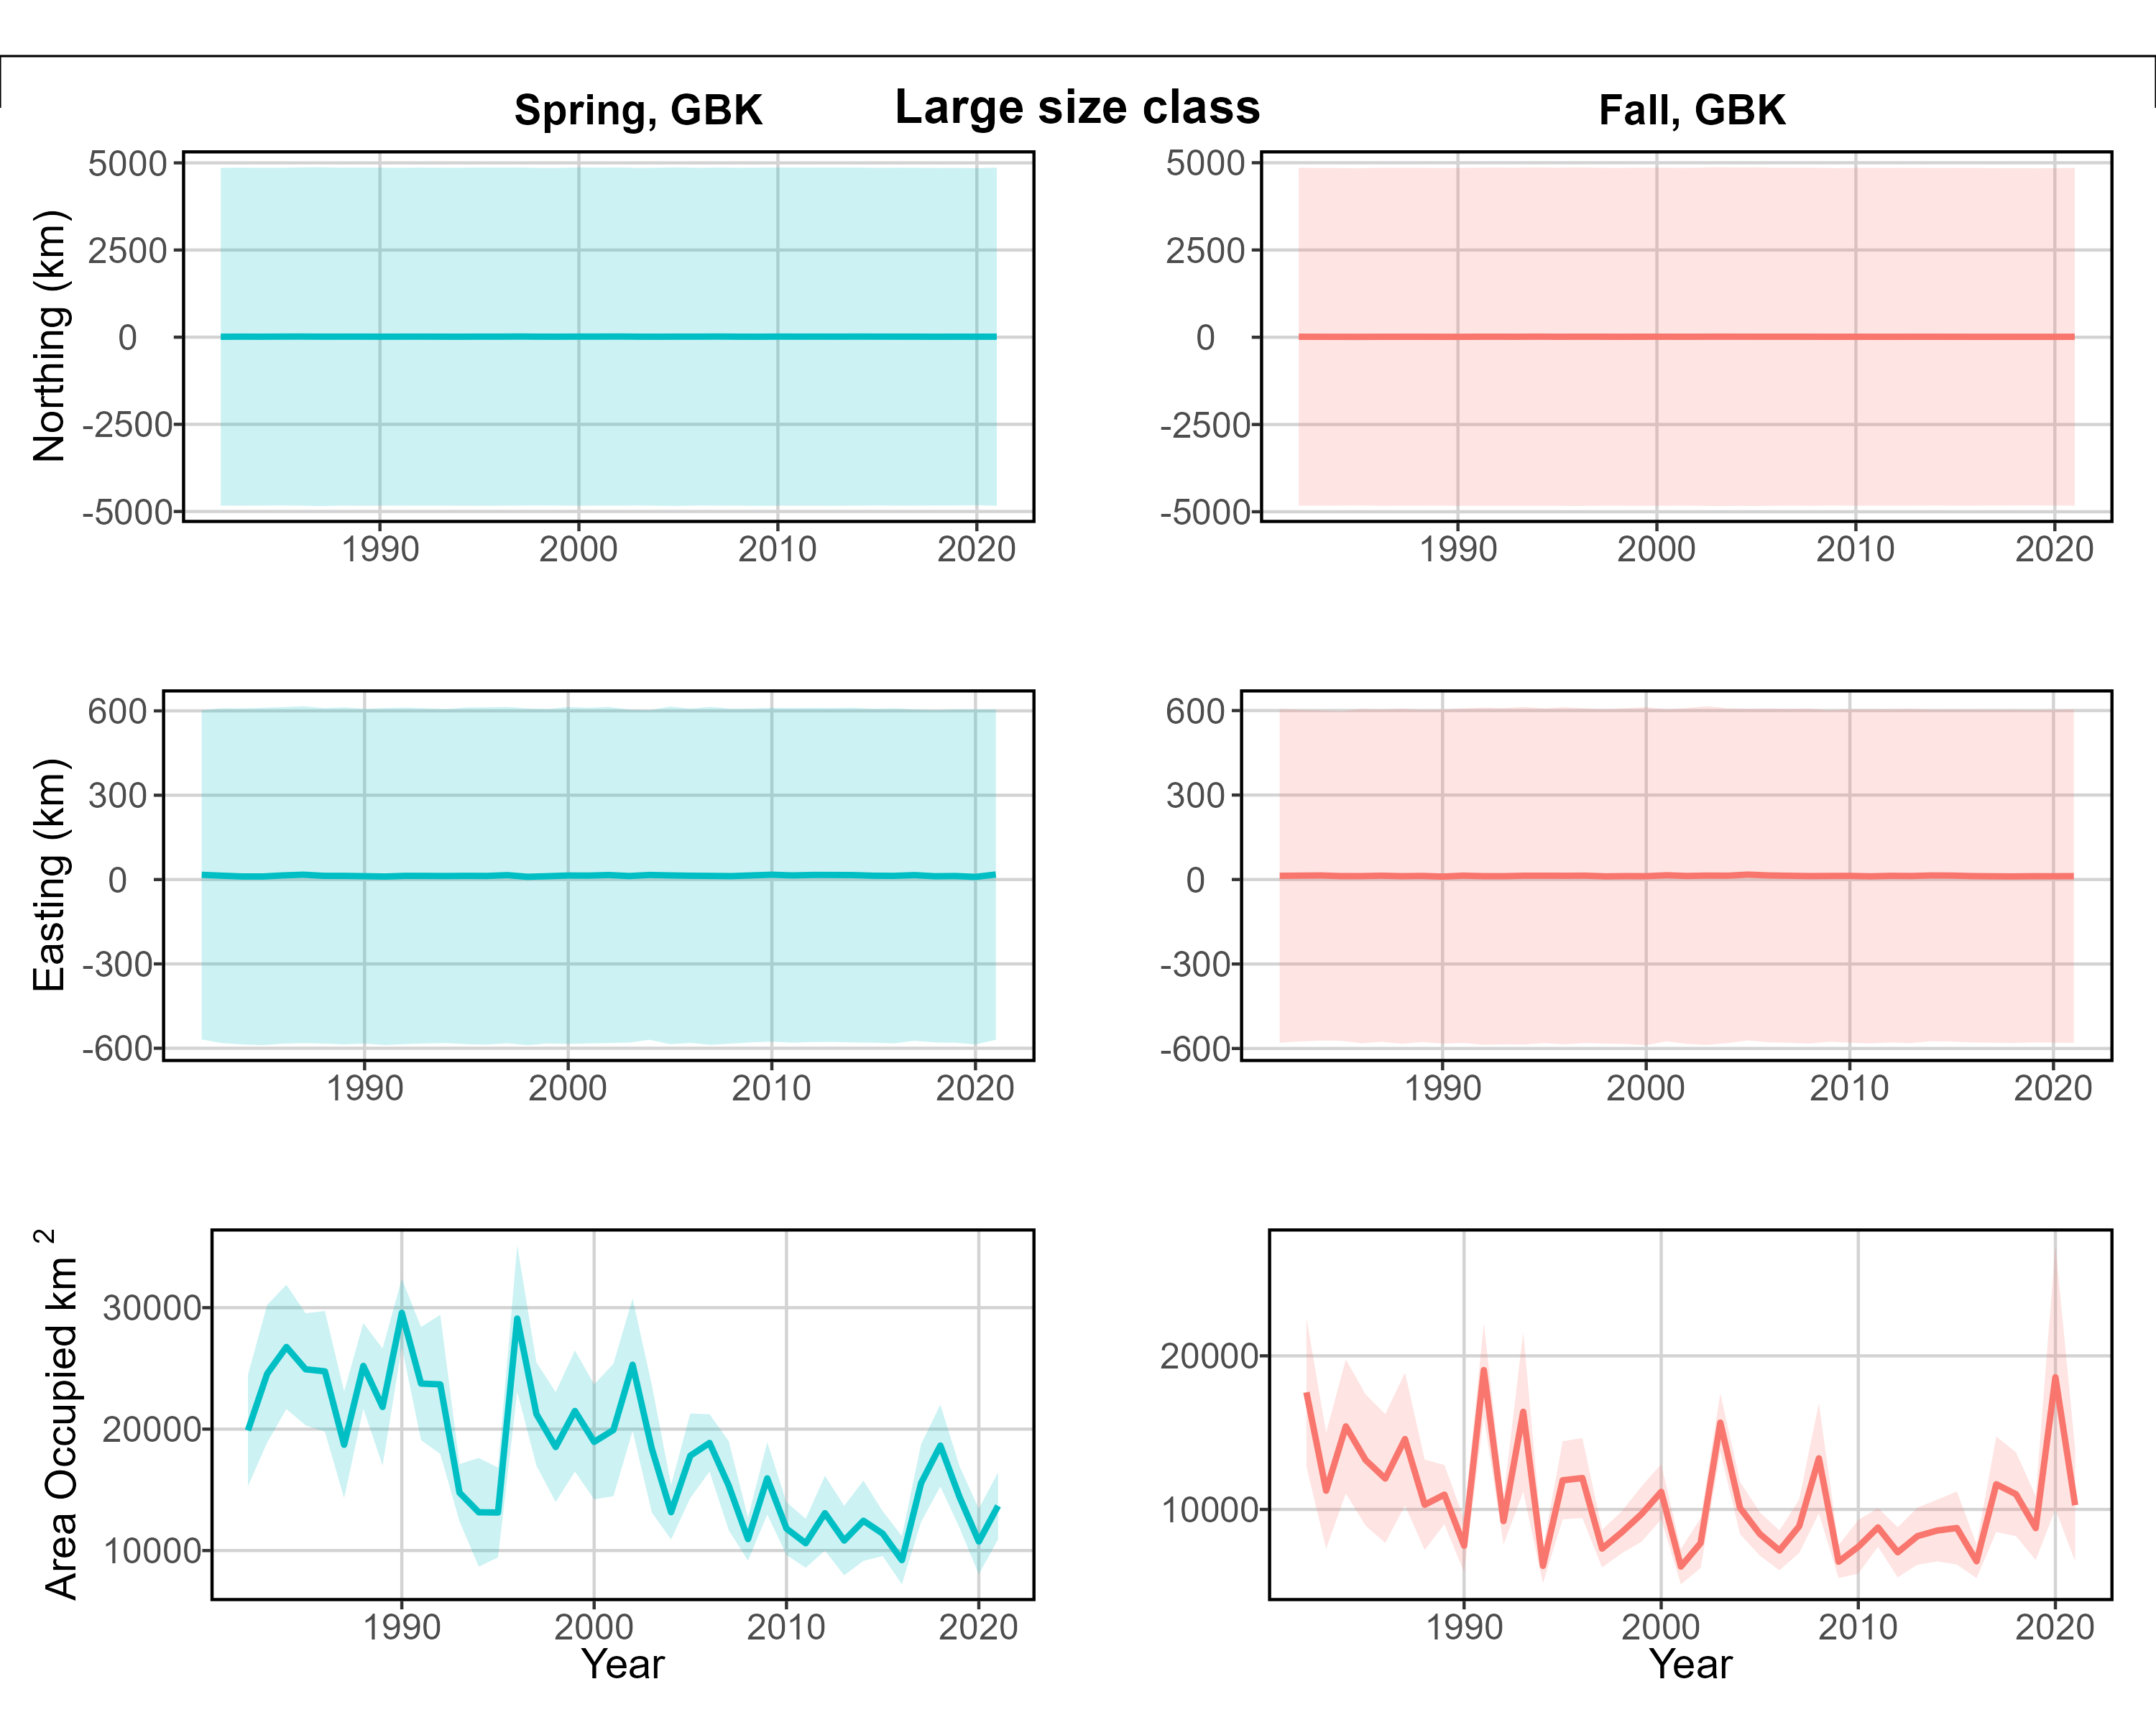 Large size class
Spring, GBK
Fall, GBK
Northing (km)
5000
2500
0
-2500
-5000
1990 2000 2010 2020
5000
2500
0
-2500
-5000
1990 2000 2010 2020
Easting (km)
600
300
0
-300
-600
1990 2000 2010 2020
600
300
0
-300
-600
1990 2000 2010 2020
Area Occupied km 2
30000
20000
10000
1990 2000 2010 2020
Year
20000
10000
1990 2000 2010 2020
Year